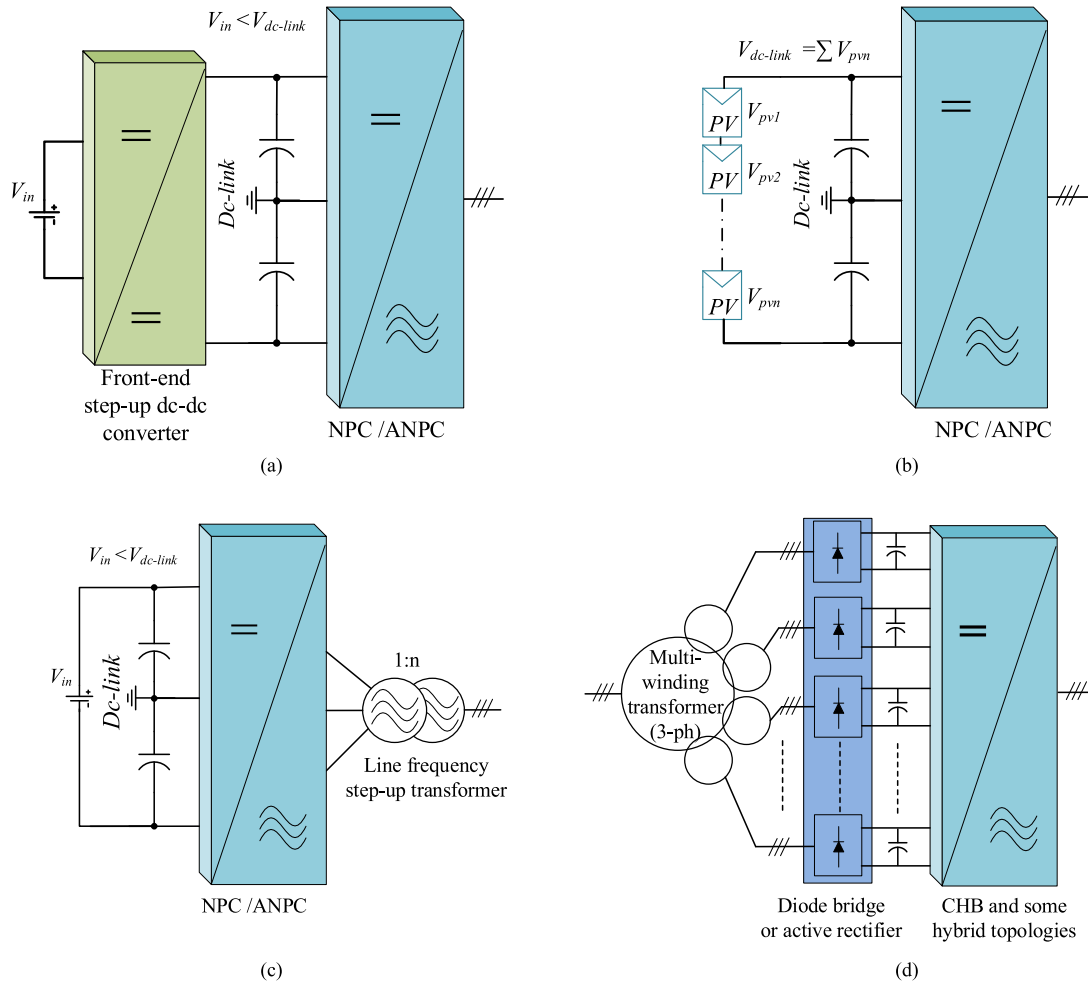 V_in < V_dc-link
V_in
Dc-link
Front-end
step-up dc-dc
converter
NPC /ANPC
(a)
V_dc-link = ∑ V_pvn
PV
V_pv1
PV
V_pv2
PV
V_pvn
Dc-link
NPC /ANPC
(b)
V_in < V_dc-link
V_in
Dc-link
1:n
Line frequency
step-up transformer
NPC /ANPC
(c)
Multi-
winding
transformer
(3-ph)
Diode bridge
or active rectifier
CHB and some
hybrid topologies
(d)